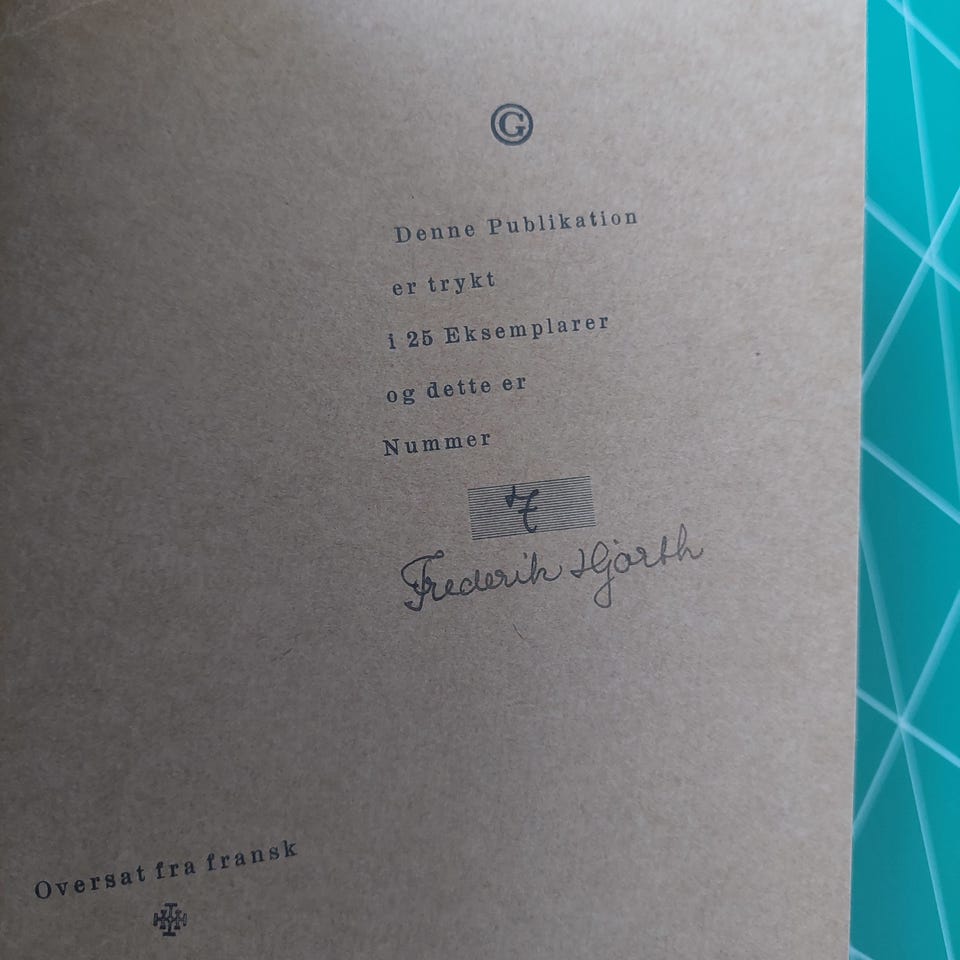 G
Denne Publikation
er trykt
i 25 Eksemplarer
og dette er
Nummer
7
Frederik Hjorth
Oversat fra fransk